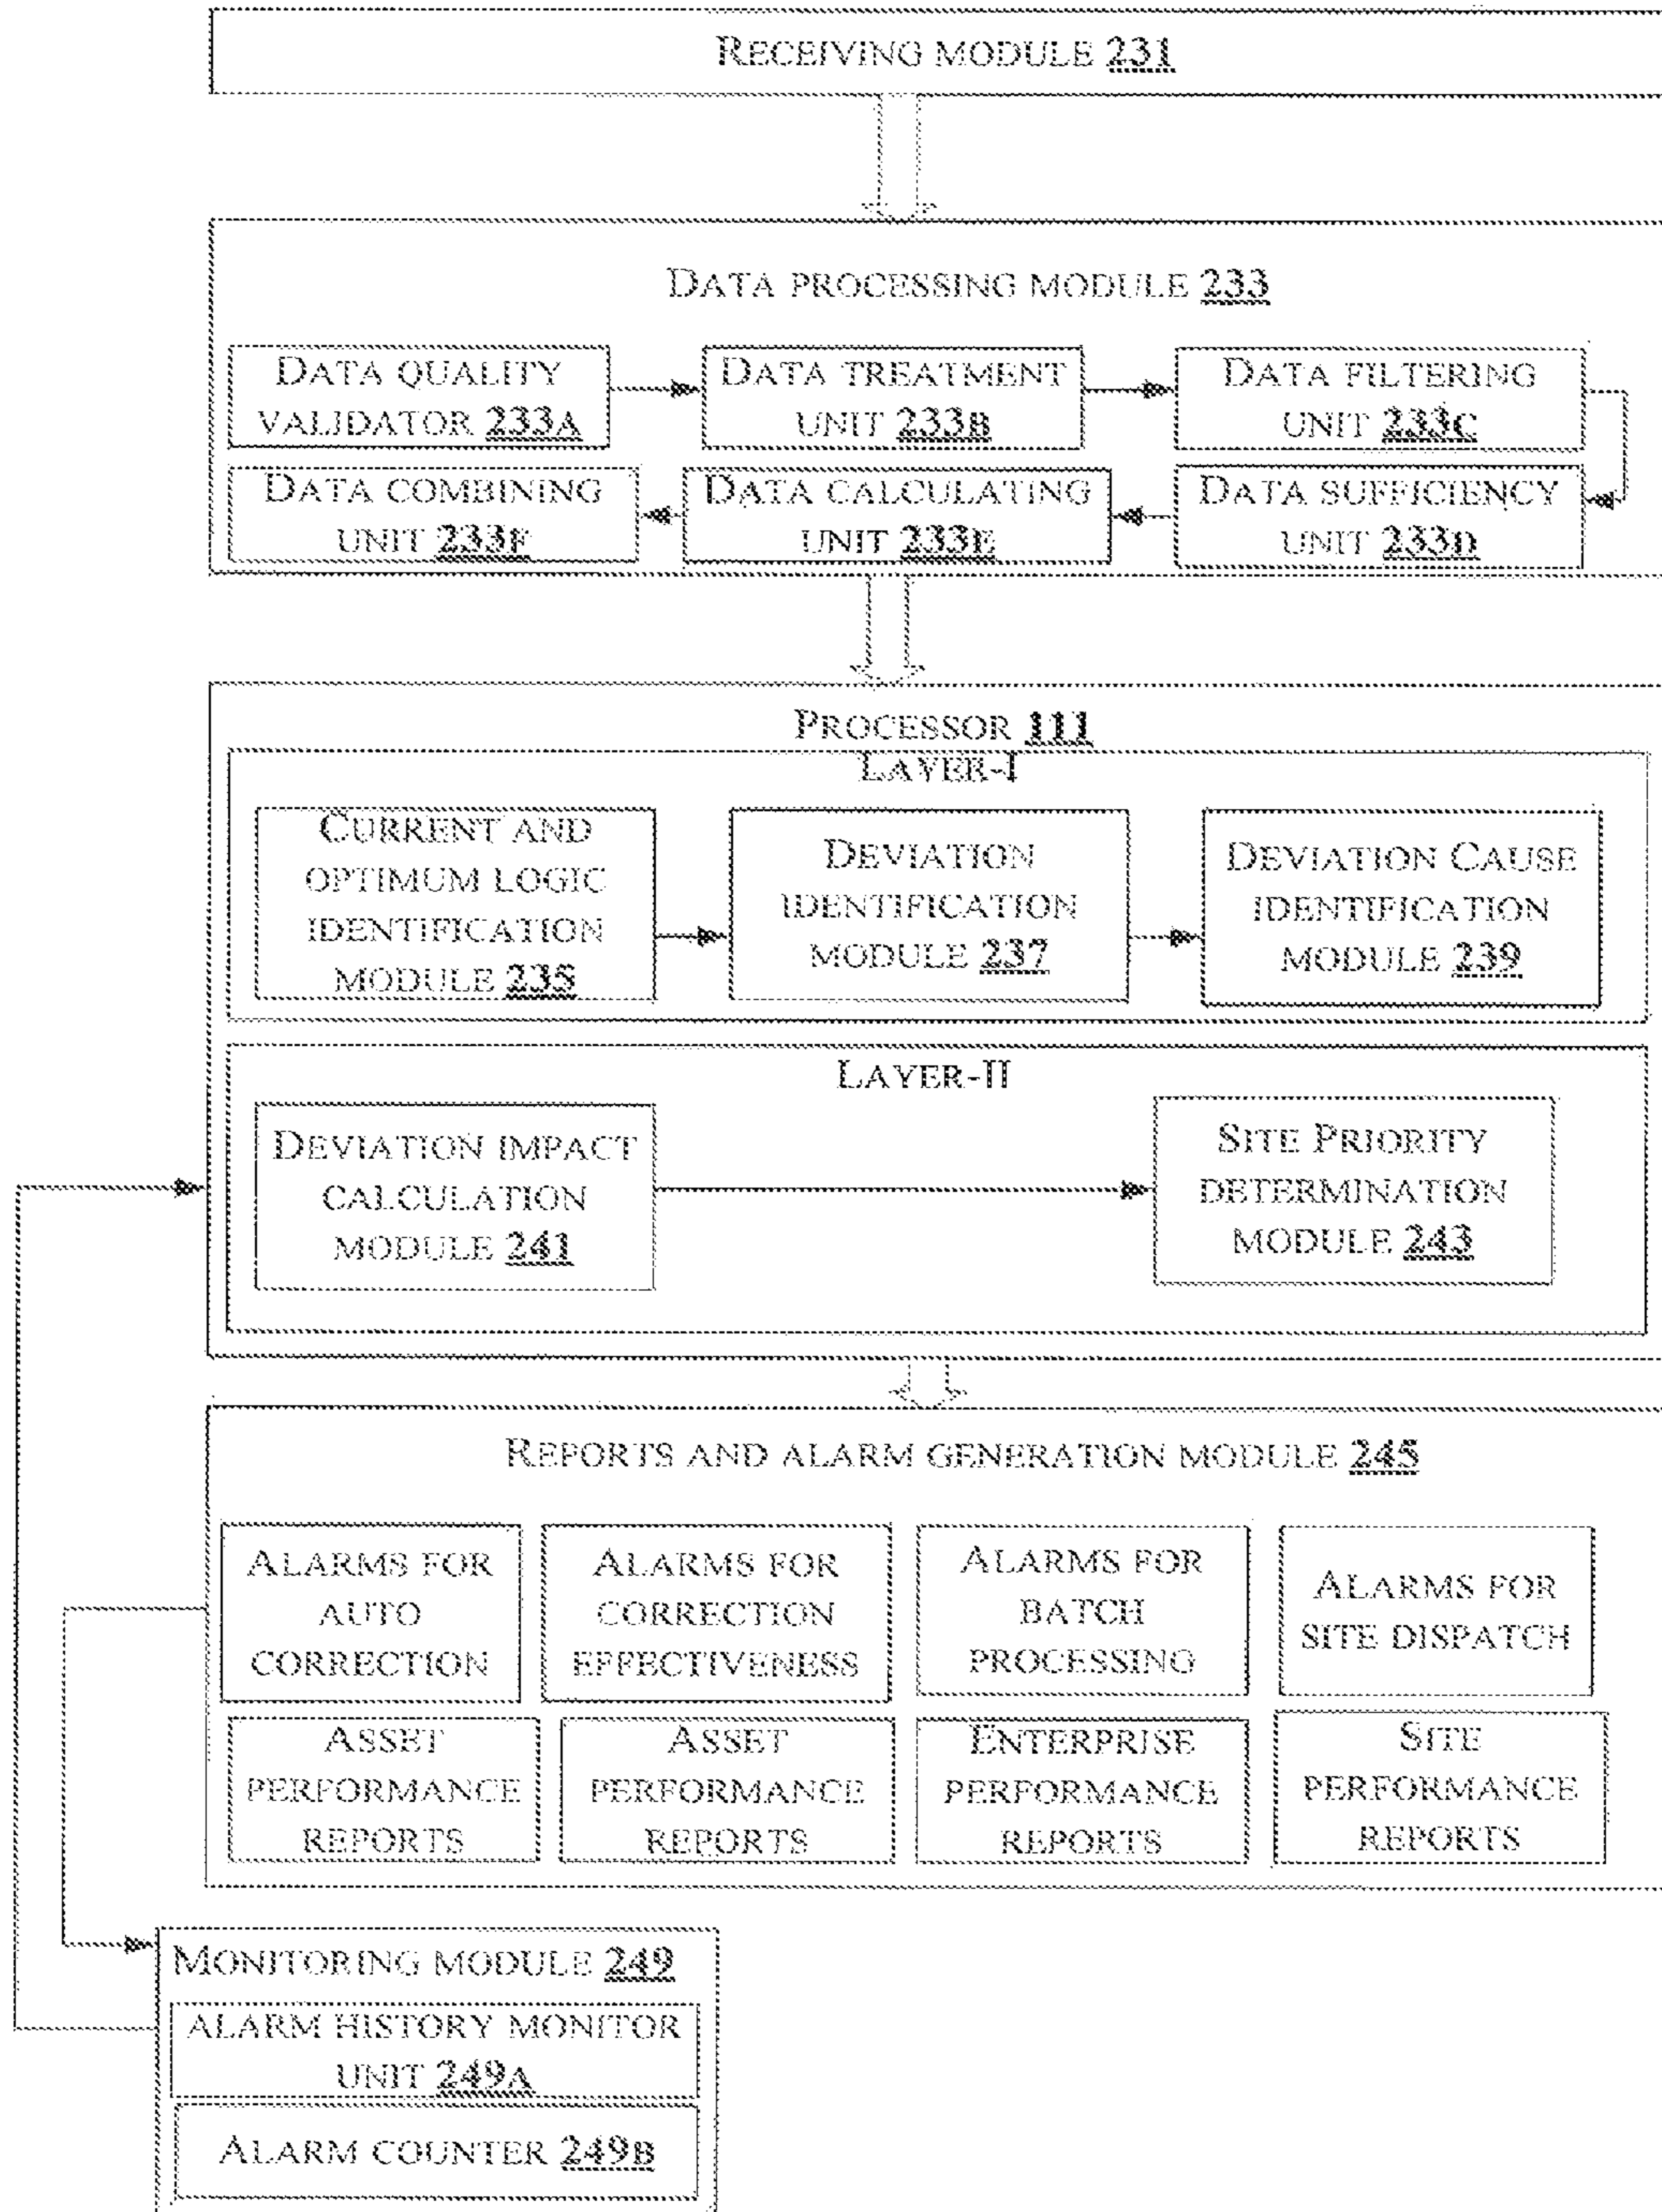 RECEIVING MODULE 231
DATA PROCESSING MODULE 233
DATA QUALITY
VALIDATOR 233A
DATA TREATMENT
UNIT 233B
DATA FILTERING
UNIT 233C
DATA COMBINING
UNIT 233F
DATA CALCULATING
UNIT 233E
DATA SUFFICIENCY
UNIT 233D
PROCESSOR 111
LAYER-I
CURRENT AND
OPTIMUM LOGIC
IDENTIFICATION
MODULE 235
DEVIATION
IDENTIFICATION
MODULE 237
DEVIATION CAUSE
IDENTIFICATION
MODULE 239
LAYER-II
DEVIATION IMPACT
CALCULATION
MODULE 241
SITE PRIORITY
DETERMINATION
MODULE 243
REPORTS AND ALARM GENERATION MODULE 245
ALARMS FOR
AUTO
CORRECTION
ALARMS FOR
CORRECTION
EFFECTIVENESS
ALARMS FOR
BATCH
PROCESSING
ALARMS FOR
SITE DISPATCH
ASSET
PERFORMANCE
REPORTS
ASSET
PERFORMANCE
REPORTS
ENTERPRISE
PERFORMANCE
REPORTS
SITE
PERFORMANCE
REPORTS
MONITORING MODULE 249
ALARM HISTORY MONITOR
UNIT 249A
ALARM COUNTER 249B